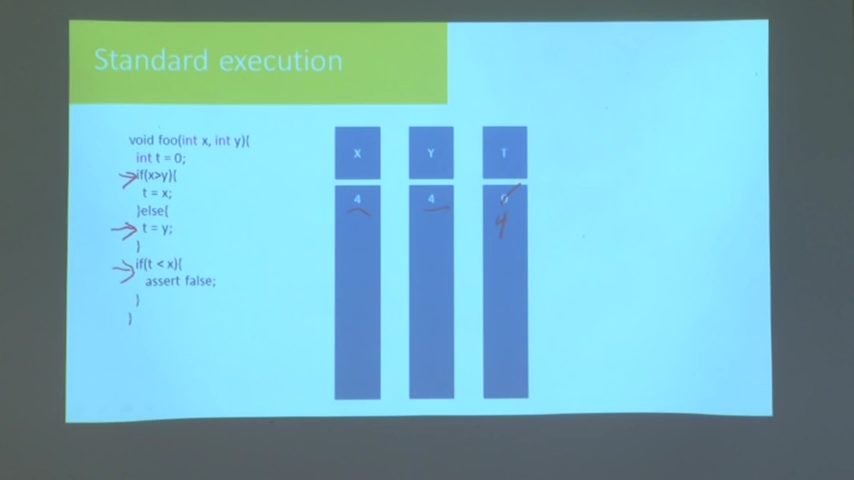 Standard execution
void foo(int x, int y){
int t = 0;
if(x>y){
t = x;
}else{
t = y;
}
if(t < x){
assert false;
}
}
X Y T
4 4 0
4